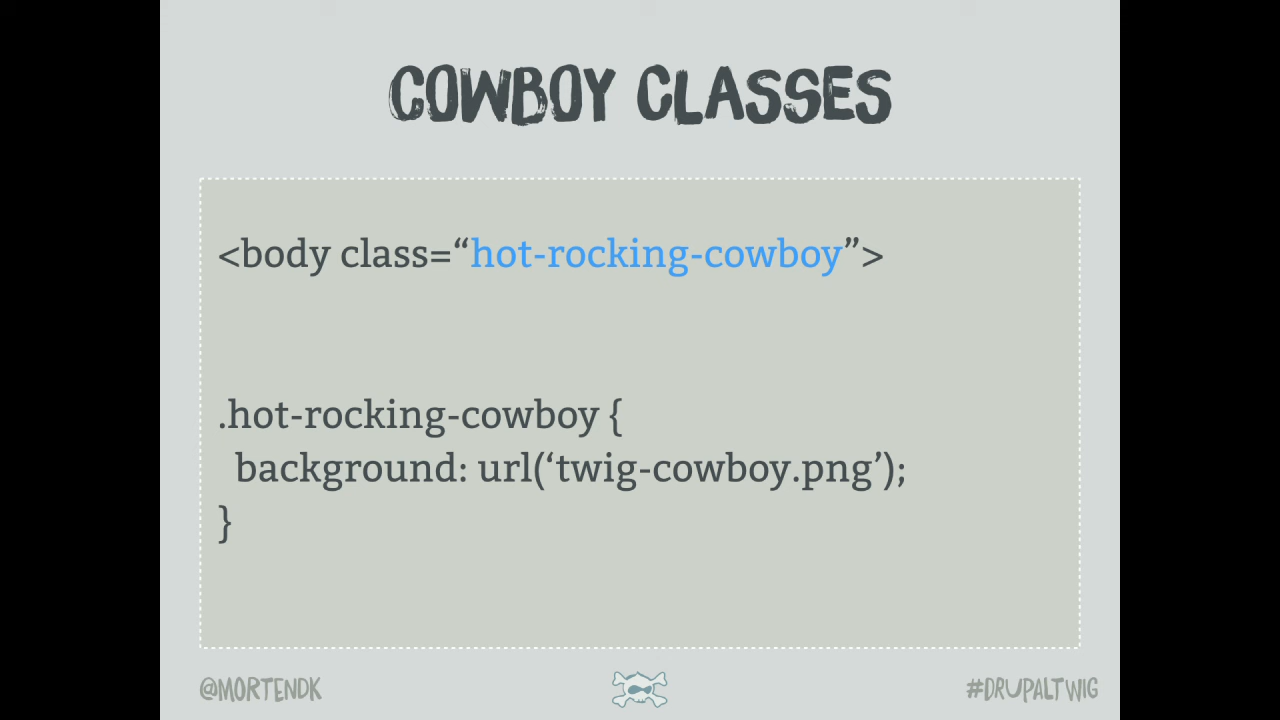 COWBOY CLASSES
<body class=“hot-rocking-cowboy”>
.hot-rocking-cowboy {
background: url(‘twig-cowboy.png’);
}
@MORTENDK
#DRUPALTWIG